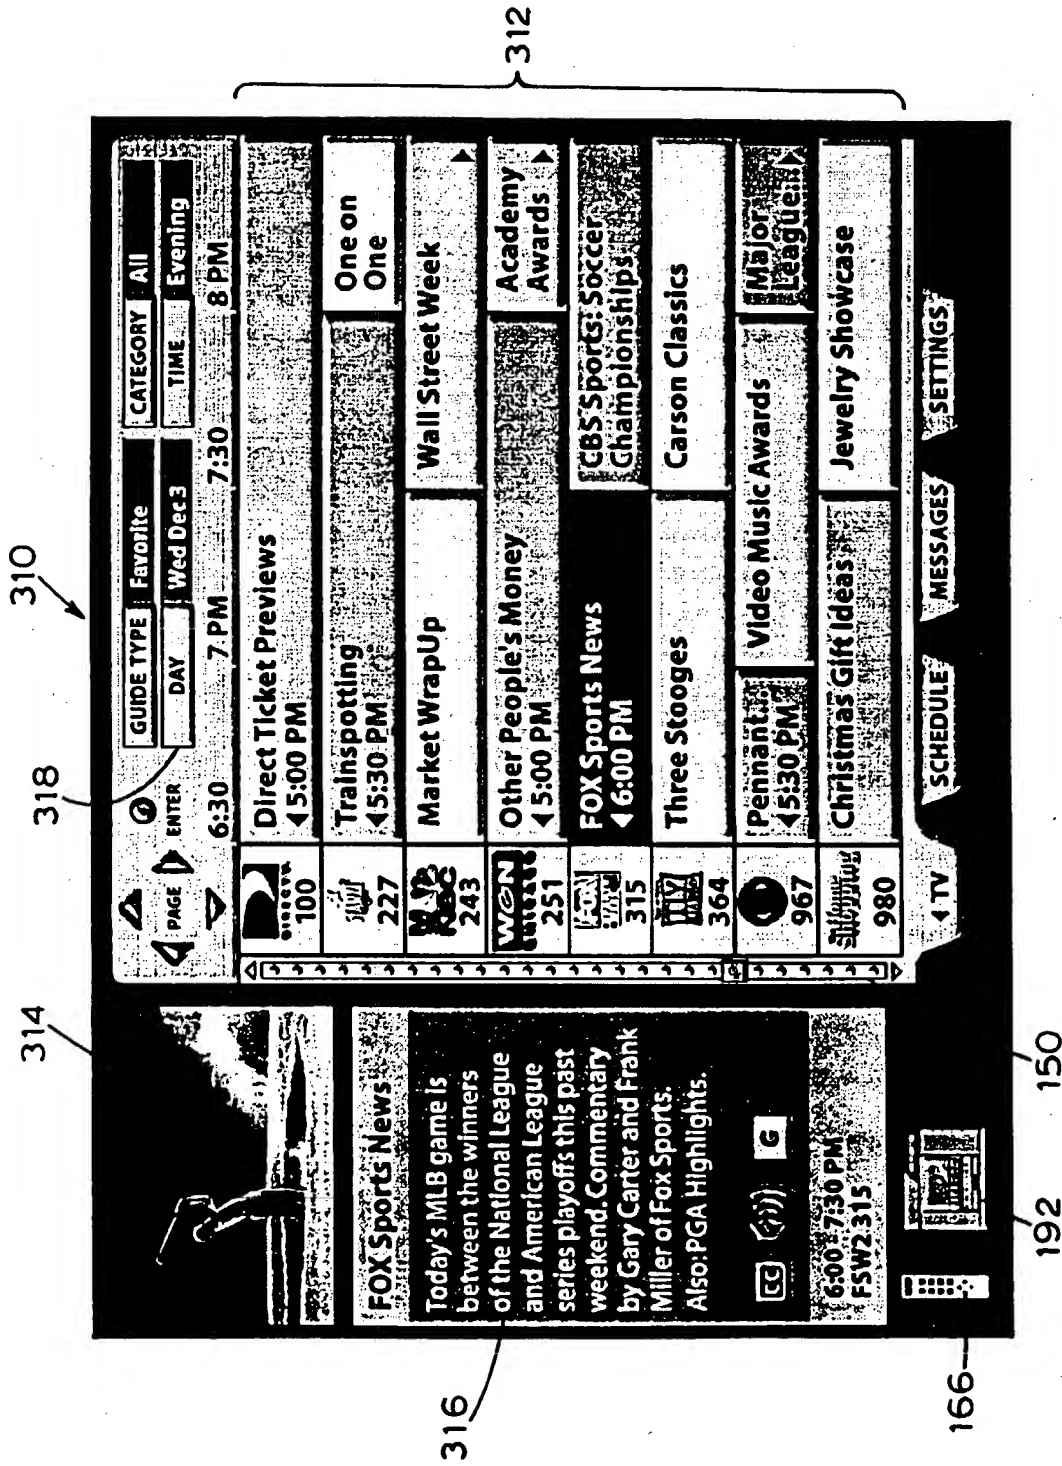 310
314
318
GUIDE TYPE Favorite CATEGORY All
PAGE ENTER DAY Wed Dec 3 TIME Evening
6:30 7 PM 7:30 8 PM
312
100 Direct Ticket Previews
◀ 5:00 PM
227 Trainspotting One on
◀ 5:30 PM One
243 Market WrapUp Wall Street Week
WGN
251 Other People's Money Academy
◀ 5:00 PM Awards
315 FOX Sports News CBS Sports: Soccer
◀ 6:00 PM Championships
364 Three Stooges Carson Classics
967 Pennant... Video Music Awards Major
◀ 5:30 PM League...
980 Christmas Gift Ideas Jewelry Showcase
◀ TV SCHEDULE MESSAGES SETTINGS
FOX Sports News
Today's MLB game is
between the winners
of the National League
and American League
series playoffs this past
weekend. Commentary
by Gary Carter and Frank
Miller of Fox Sports.
Also: PGA Highlights.
CC G
6:00 - 7:30 PM
FSW2 315
316
166
192
150